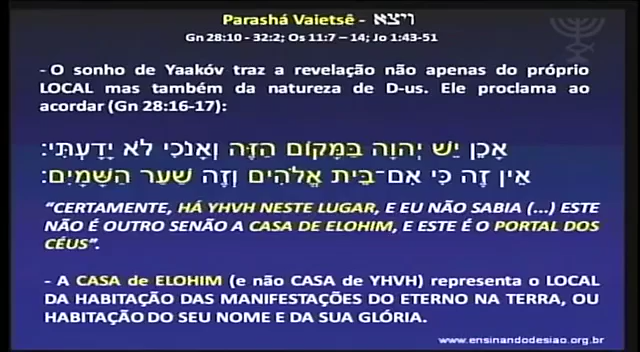 Parashá Vaietsê - ויצא
Gn 28:10 - 32:2; Os 11:7 – 14; Jo 1:43-51
- O sonho de Yaakóv traz a revelação não apenas do próprio
LOCAL mas também da natureza de D-us. Ele proclama ao
acordar (Gn 28:16-17):
אָכֵן יֵשׁ יְהוָה בַּמָּקוֹם הַזֶּה וְאָנֹכִי לֹא יָדָעְתִּי׃
אֵין זֶה כִּי אִם־בֵּית אֱלֹהִים וְזֶה שַׁעַר הַשָּׁמָיִם׃
“CERTAMENTE, HÁ YHVH NESTE LUGAR, E EU NÃO SABIA (...) ESTE
NÃO É OUTRO SENÃO A CASA DE ELOHIM, E ESTE É O PORTAL DOS
CÉUS”.
- A CASA de ELOHIM (e não CASA de YHVH) representa o LOCAL
DA HABITAÇÃO DAS MANIFESTAÇÕES DO ETERNO NA TERRA, OU
HABITAÇÃO DO SEU NOME E DA SUA GLÓRIA.
www.ensinandodesiao.org.br